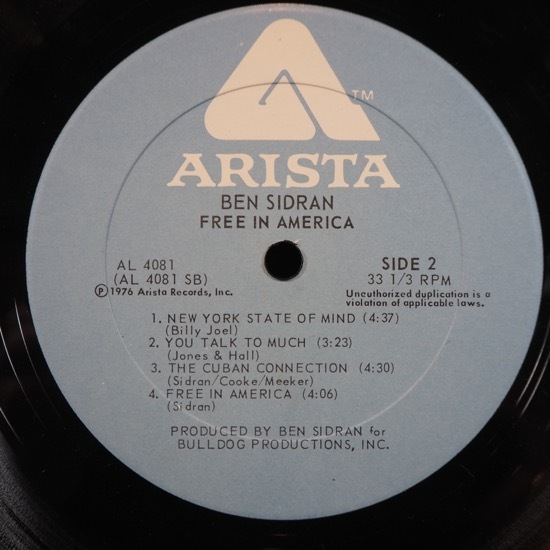 TM
ARISTA
BEN SIDRAN
FREE IN AMERICA
AL 4081
(AL 4081 SB)
℗ 1976 Arista Records, Inc.
SIDE 2
33 1/3 RPM
Unauthorized duplication is a
violation of applicable laws.
1. NEW YORK STATE OF MIND (4:37)
(Billy Joel)
2. YOU TALK TO MUCH (3:23)
(Jones & Hall)
3. THE CUBAN CONNECTION (4:30)
(Sidran/Cooke/Meeker)
4. FREE IN AMERICA (4:06)
(Sidran)
PRODUCED BY BEN SIDRAN for
BULLDOG PRODUCTIONS, INC.